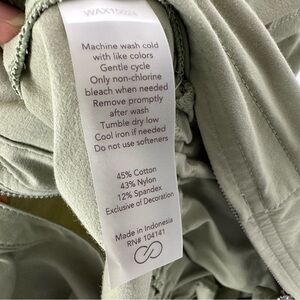 Machine wash cold
with like colors
Gentle cycle
Only non-chlorine
bleach when needed
Remove promptly
after wash
Tumble dry low
Cool iron if needed
Do not use softeners
45% Cotton
43% Nylon
12% Spandex
Exclusive of Decoration
Made in Indonesia
RN# 104141